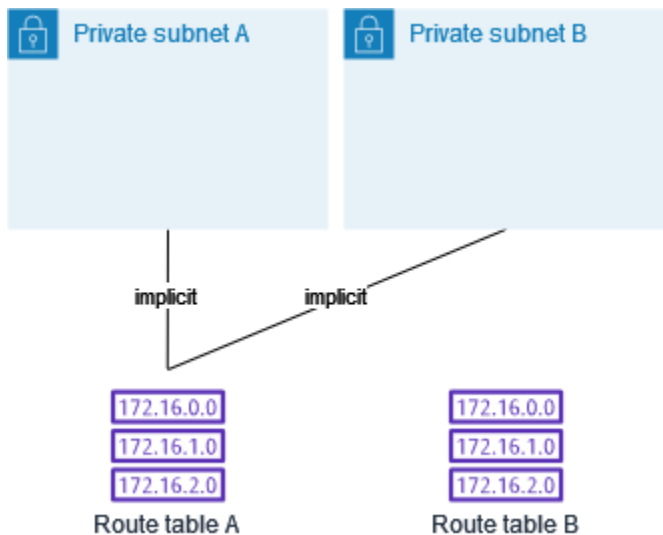 Private subnet A
Private subnet B
implicit
implicit
172.16.0.0
172.16.1.0
172.16.2.0
Route table A
172.16.0.0
172.16.1.0
172.16.2.0
Route table B